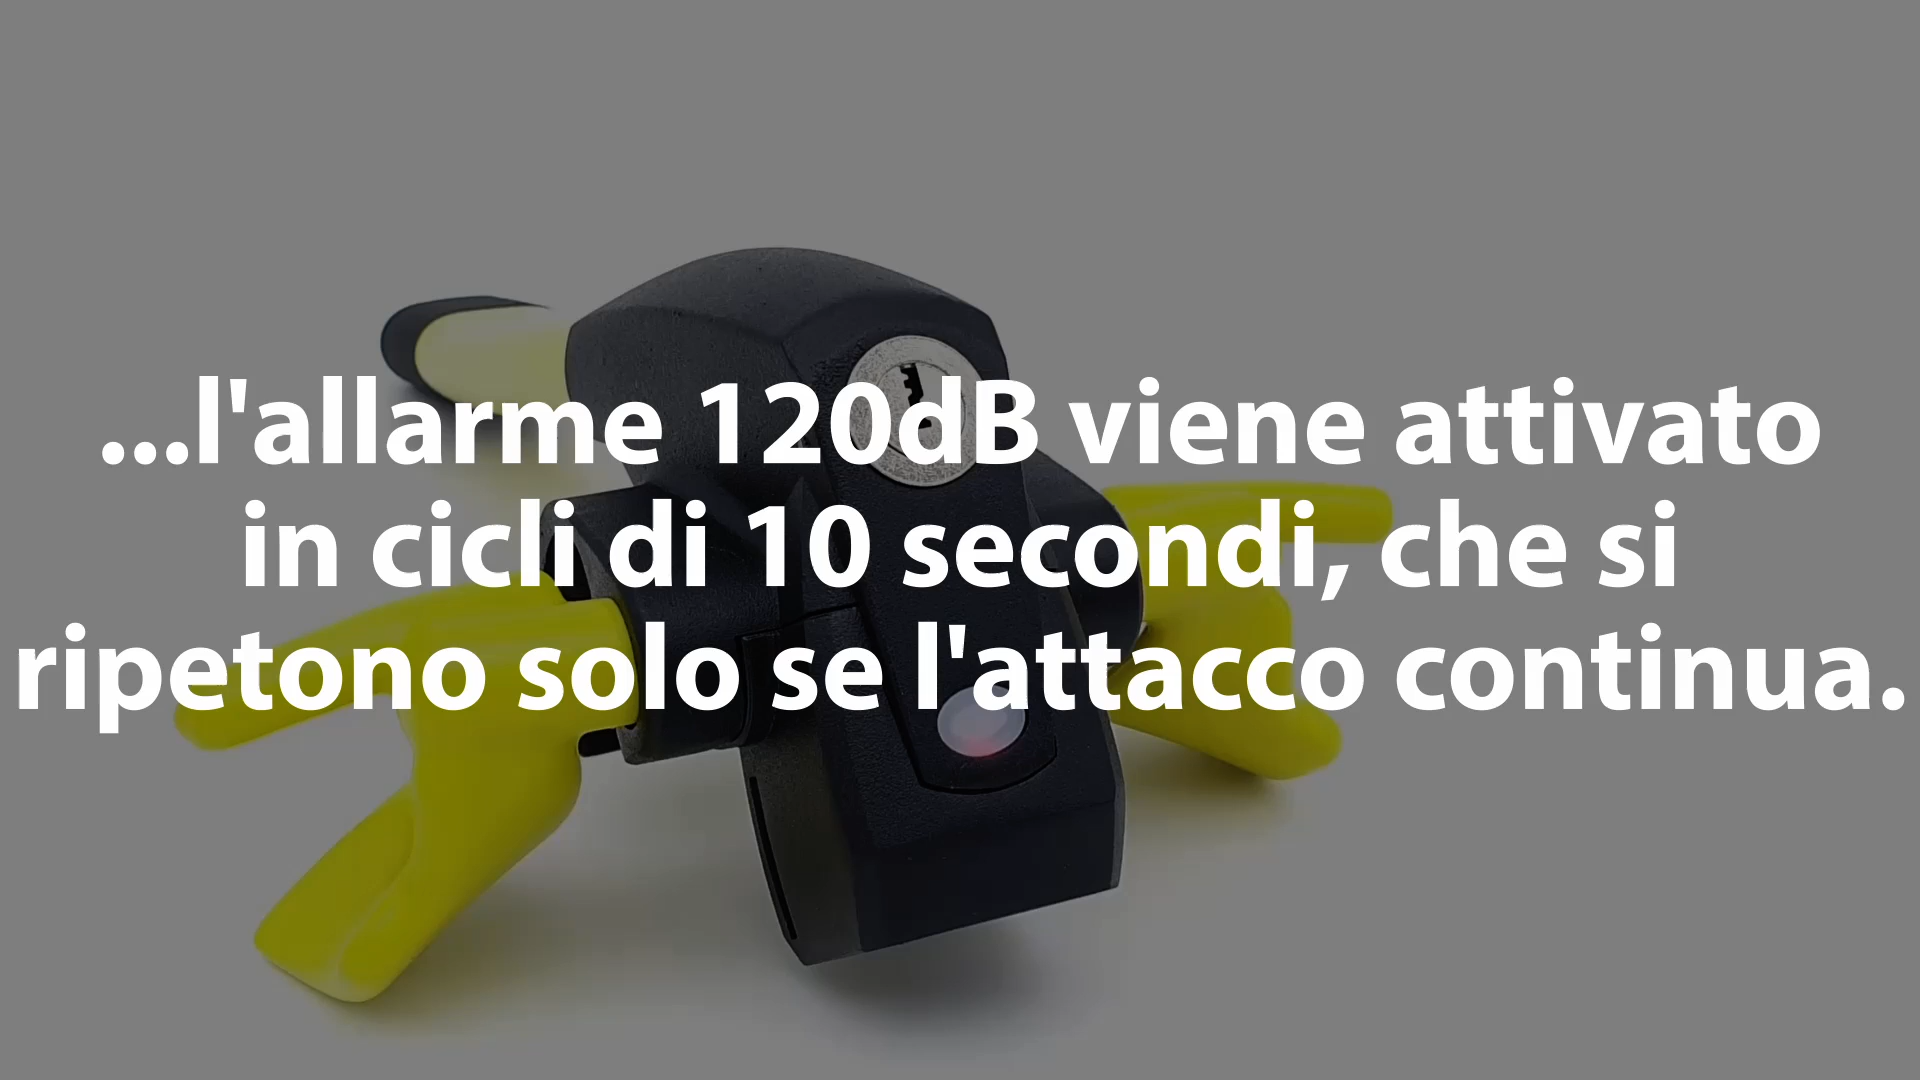 ...l'allarme 120dB viene attivato
in cicli di 10 secondi, che si
ripetono solo se l'attacco continua.